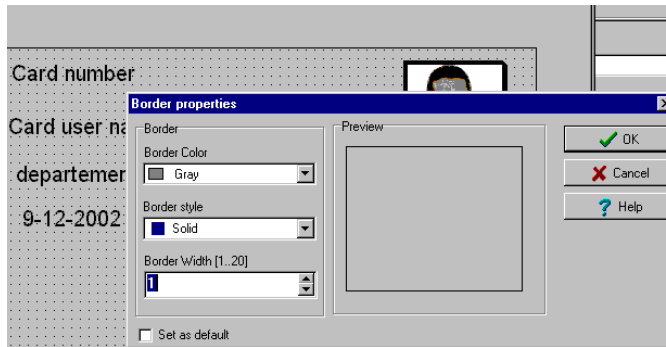 Card number
Border properties
Card user na
Border
Preview
OK
Border Color
Gray
Cancel
departemen
Border style
Help
9-12-2002
Solid
Border Width [1..20]
1
Set as default